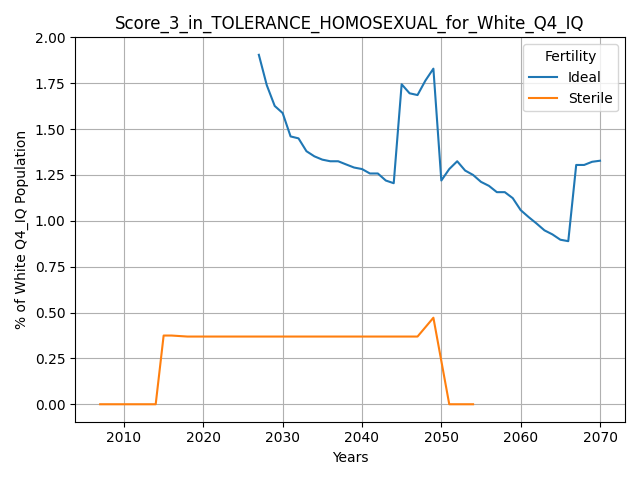 Score_3_in_TOLERANCE_HOMOSEXUAL_for_White_Q4_IQ
% of White Q4_IQ Population
2.00
1.75
1.50
1.25
1.00
0.75
0.50
0.25
0.00
Fertility
Ideal
Sterile
2010 2020 2030 2040 2050 2060 2070
Years